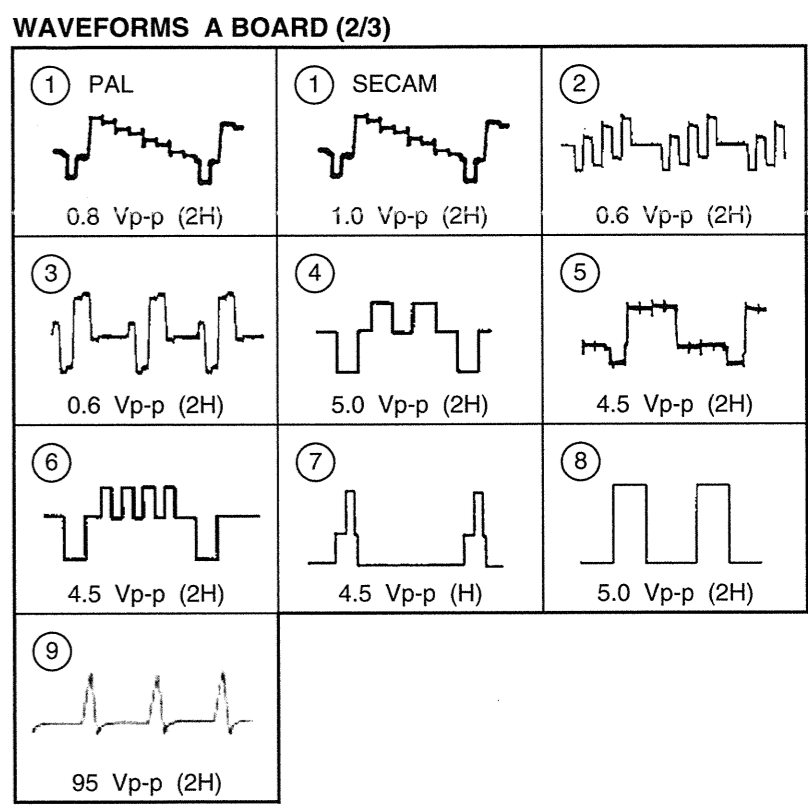 WAVEFORMS A BOARD (2/3)
1 PAL
0.8 Vp-p (2H)
1 SECAM
1.0 Vp-p (2H)
2
0.6 Vp-p (2H)
3
0.6 Vp-p (2H)
4
5.0 Vp-p (2H)
5
4.5 Vp-p (2H)
6
4.5 Vp-p (2H)
7
4.5 Vp-p (H)
8
5.0 Vp-p (2H)
9
95 Vp-p (2H)